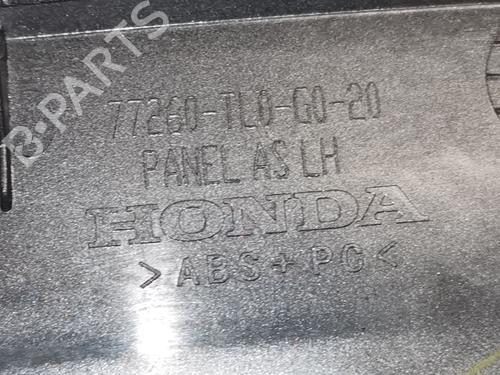 B-PARTS
77260-TL0-G0-20
PANEL AS LH
HONDA
>ABS+PC<